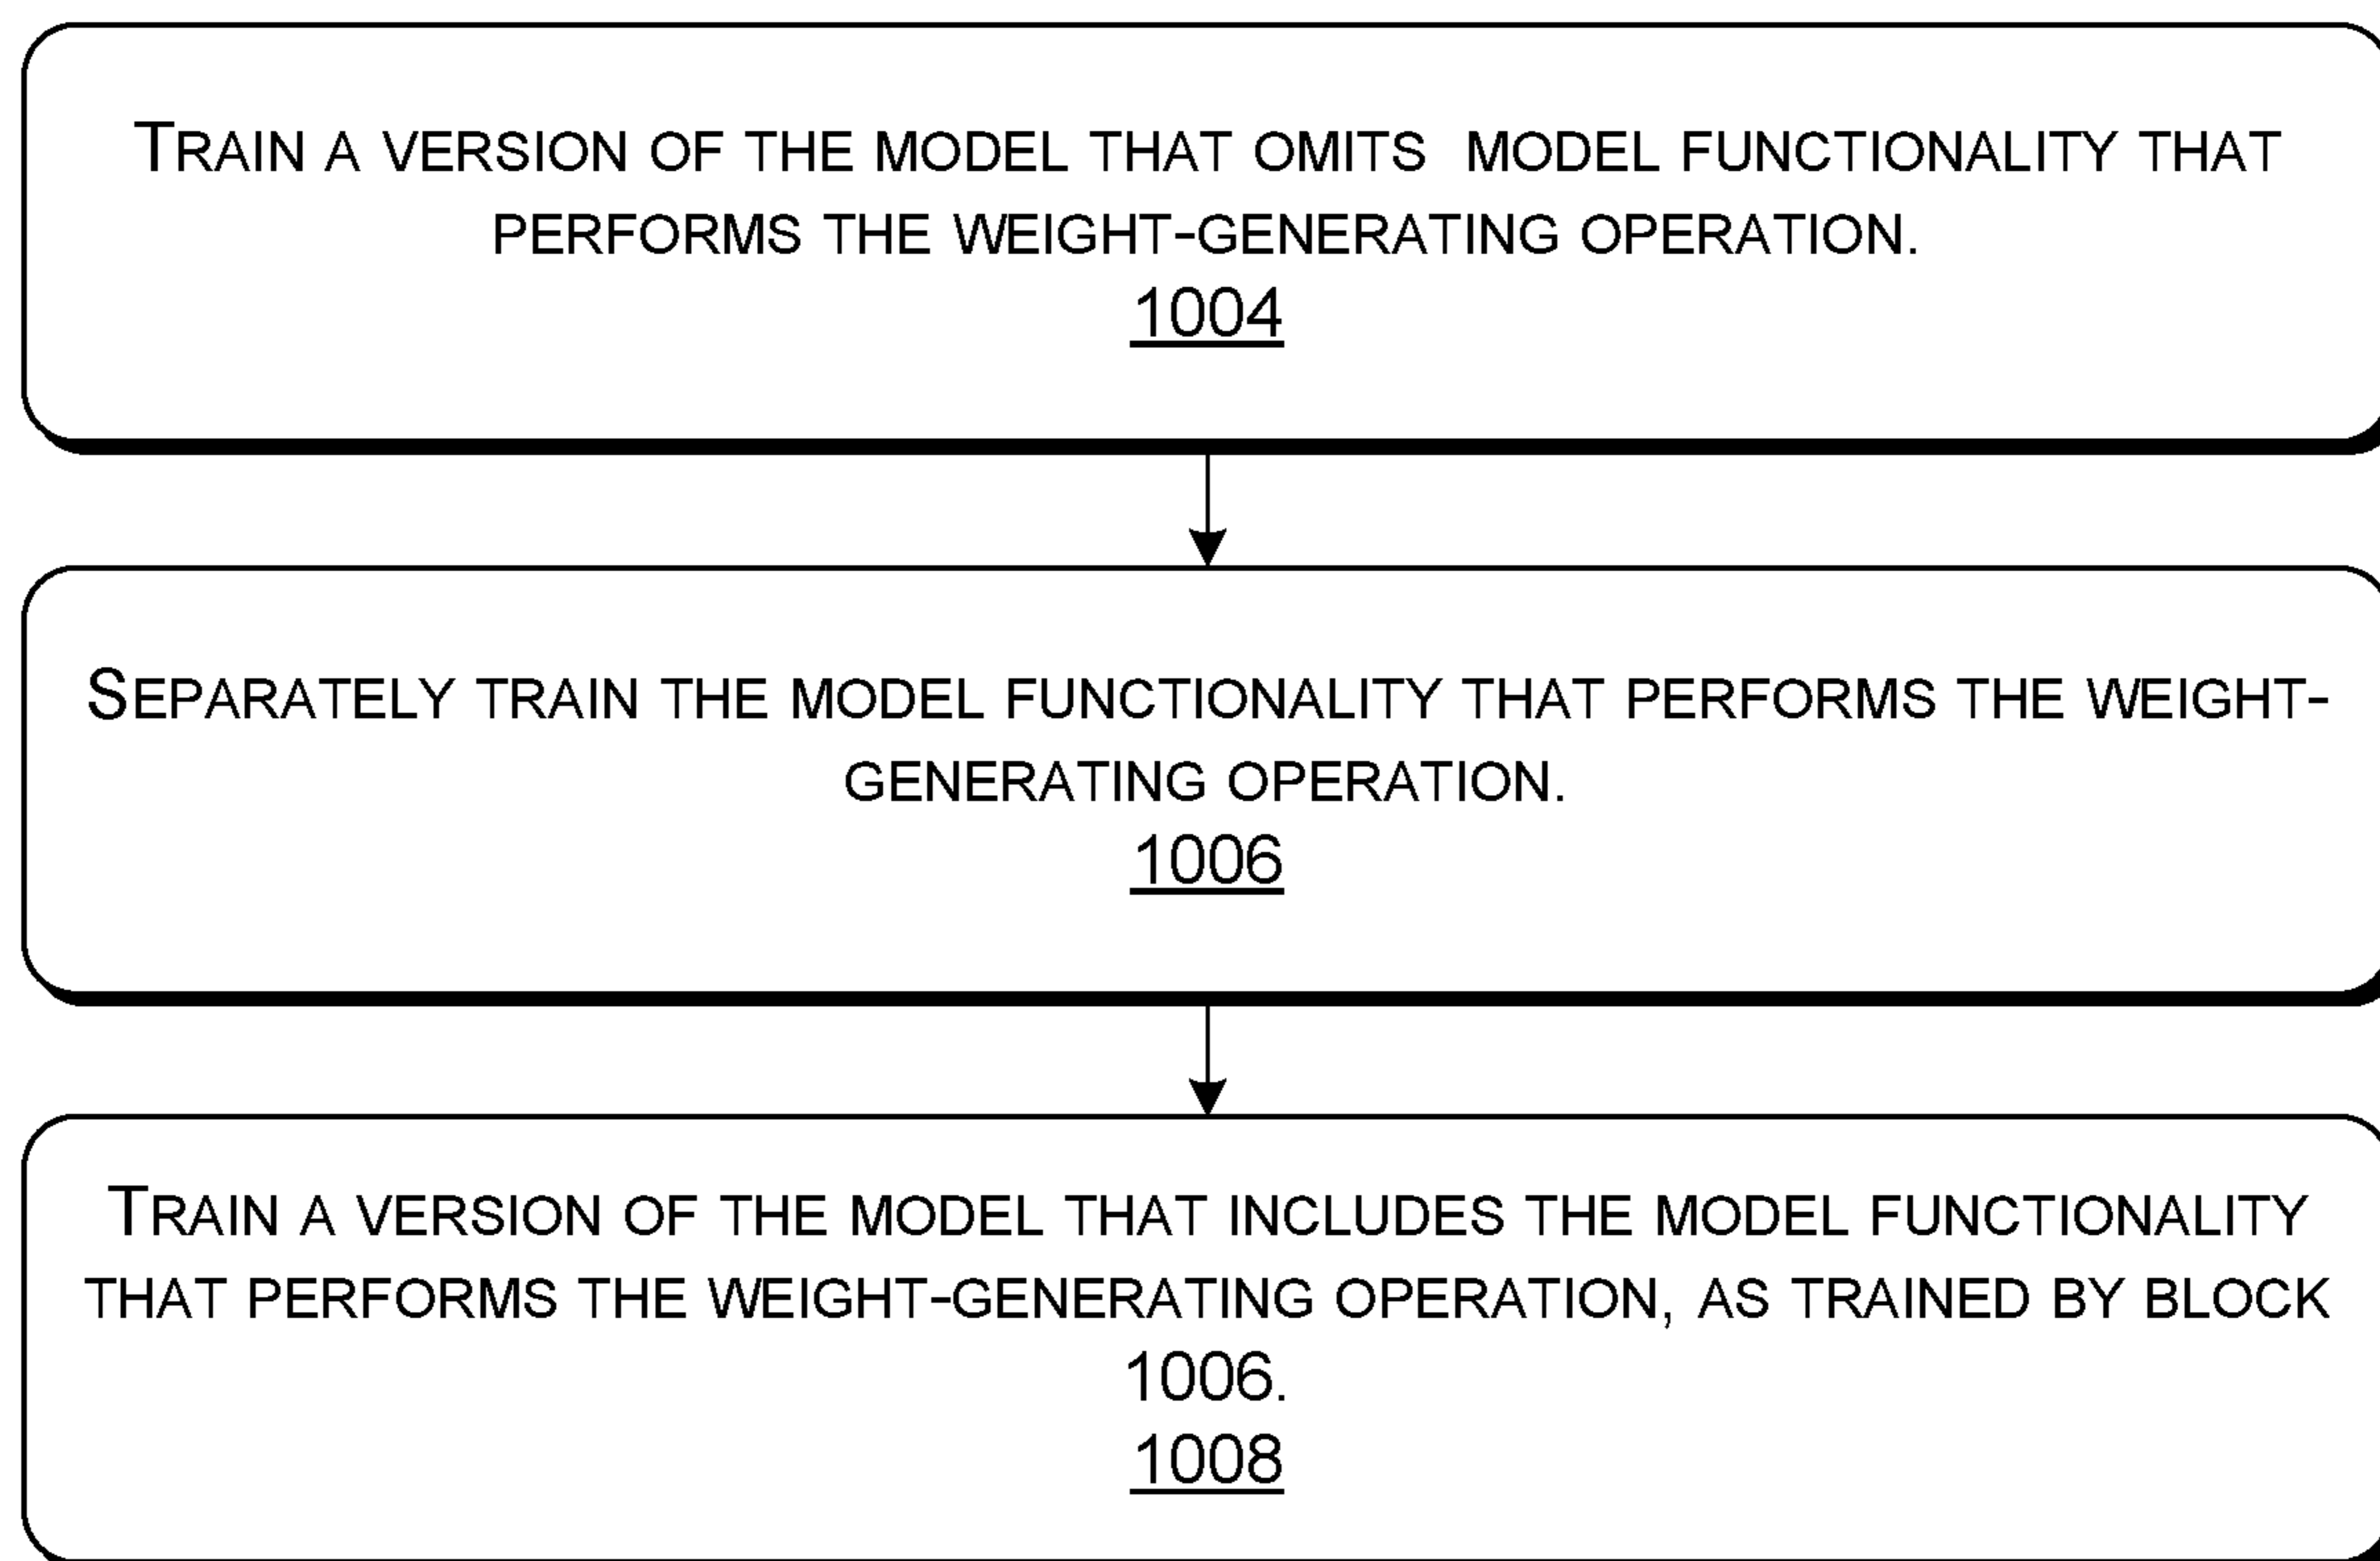 TRAIN A VERSION OF THE MODEL THAT OMITS MODEL FUNCTIONALITY THAT
PERFORMS THE WEIGHT-GENERATING OPERATION.
1004
SEPARATELY TRAIN THE MODEL FUNCTIONALITY THAT PERFORMS THE WEIGHT-
GENERATING OPERATION.
1006
TRAIN A VERSION OF THE MODEL THAT INCLUDES THE MODEL FUNCTIONALITY
THAT PERFORMS THE WEIGHT-GENERATING OPERATION, AS TRAINED BY BLOCK
1006.
1008